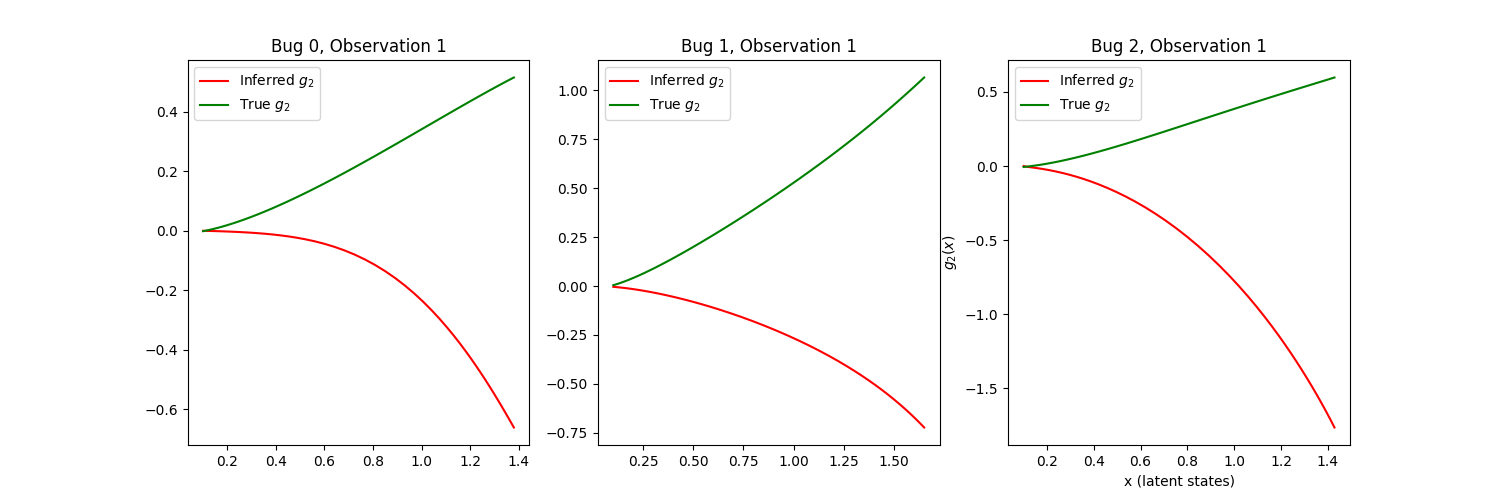 Bug 0, Observation 1
Inferred g₂
True g₂
0.4
0.2
0.0
−0.2
−0.4
−0.6
0.2 0.4 0.6 0.8 1.0 1.2 1.4
Bug 1, Observation 1
Inferred g₂
True g₂
1.00
0.75
0.50
0.25
0.00
−0.25
−0.50
−0.75
0.25 0.50 0.75 1.00 1.25 1.50
Bug 2, Observation 1
Inferred g₂
True g₂
g₂(x)
0.5
0.0
−0.5
−1.0
−1.5
0.2 0.4 0.6 0.8 1.0 1.2 1.4
x (latent states)